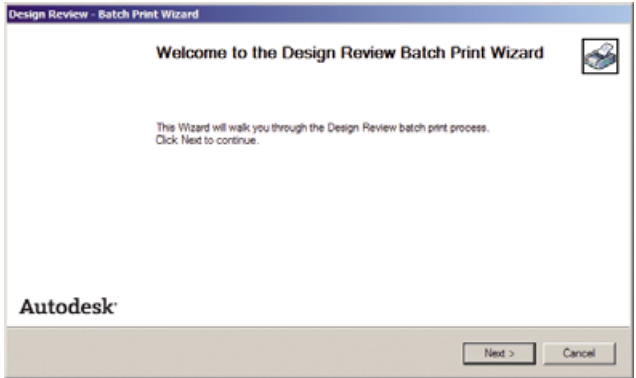 Design Review - Batch Print Wizard
Welcome to the Design Review Batch Print Wizard
This Wizard will walk you through the Design Review batch print process.
Click Next to continue.
Autodesk
Next >
Cancel